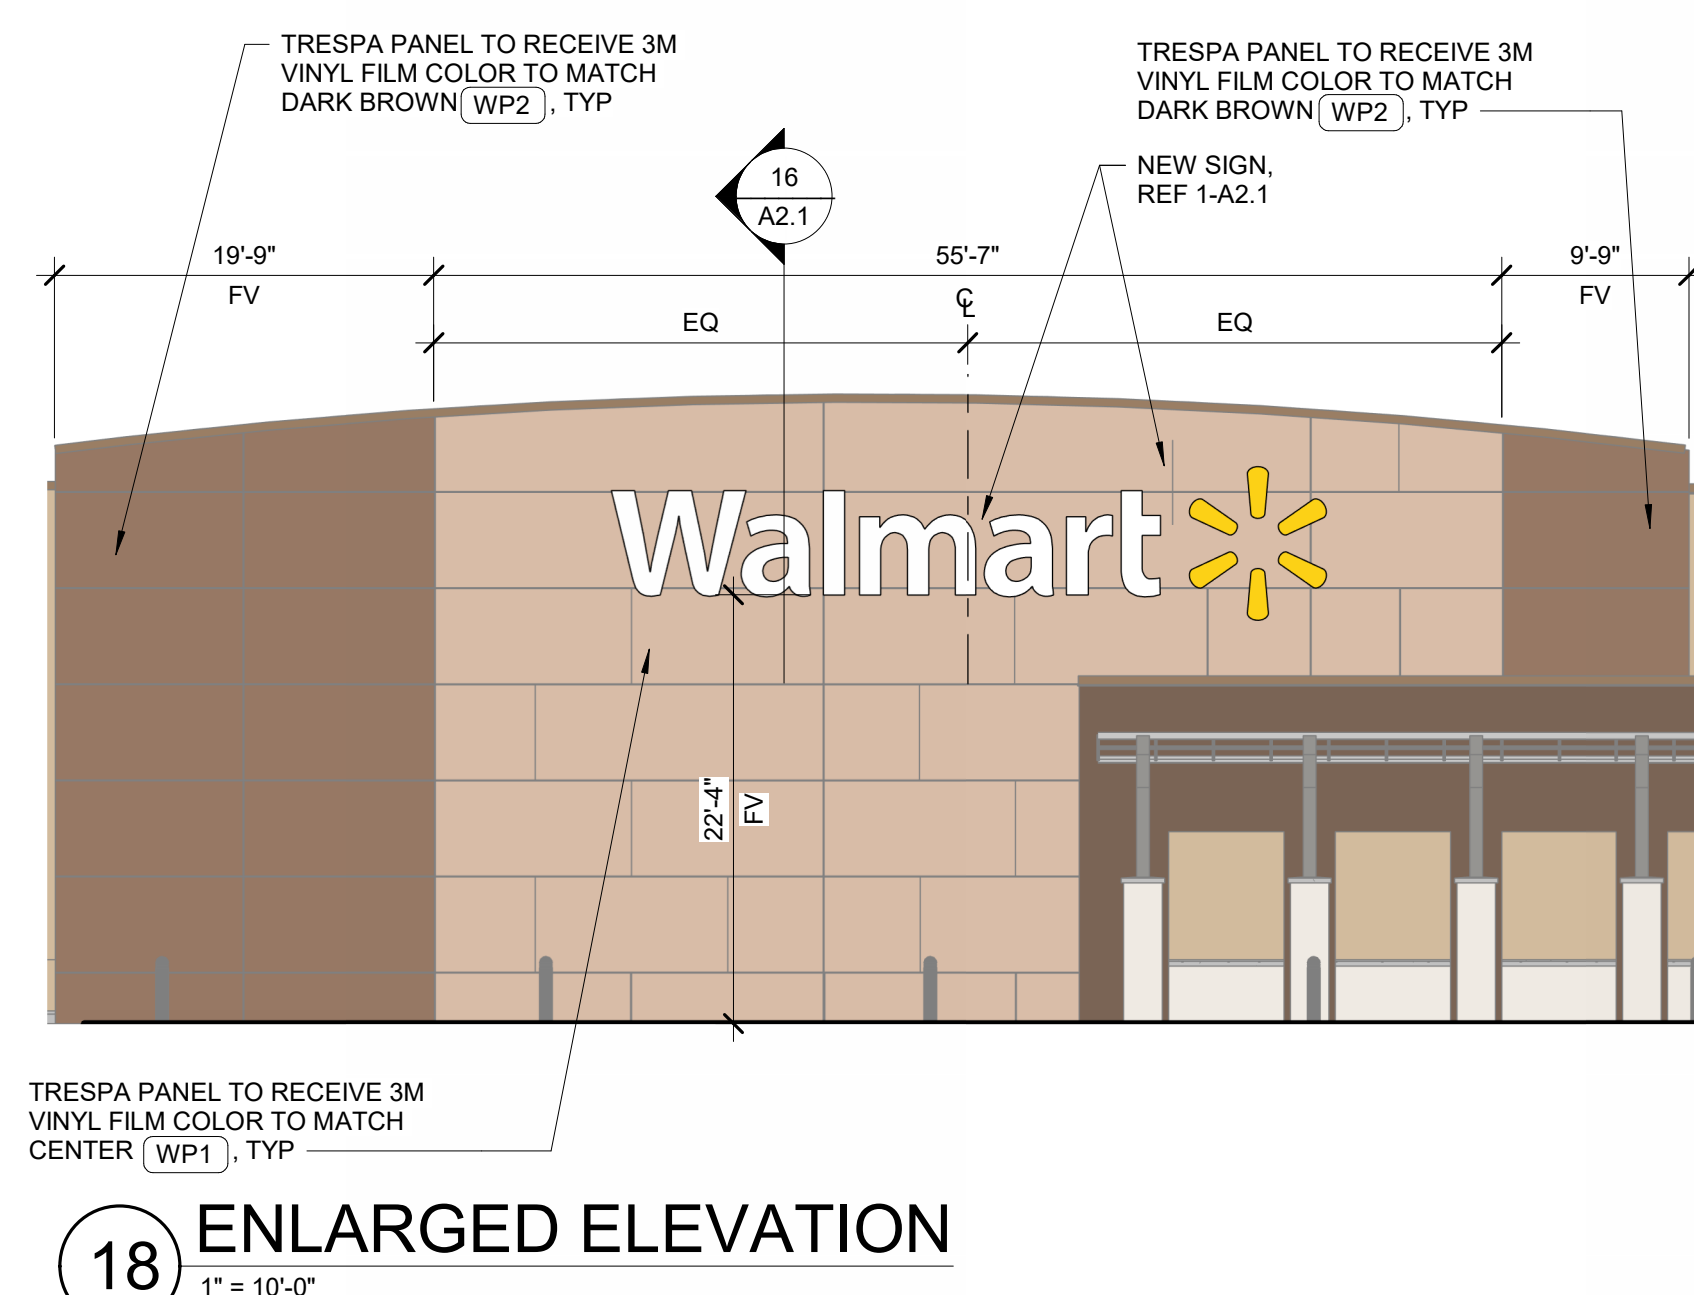 TRESPA PANEL TO RECEIVE 3M
VINYL FILM COLOR TO MATCH
DARK BROWN WP2 , TYP
TRESPA PANEL TO RECEIVE 3M
VINYL FILM COLOR TO MATCH
DARK BROWN WP2 , TYP
16
A2.1
NEW SIGN,
REF 1-A2.1
19'-9"
FV
55'-7"
9'-9"
FV
℄
EQ
EQ
Walmart
22'-4"
FV
TRESPA PANEL TO RECEIVE 3M
VINYL FILM COLOR TO MATCH
CENTER WP1 , TYP
18
ENLARGED ELEVATION
1" = 10'-0"